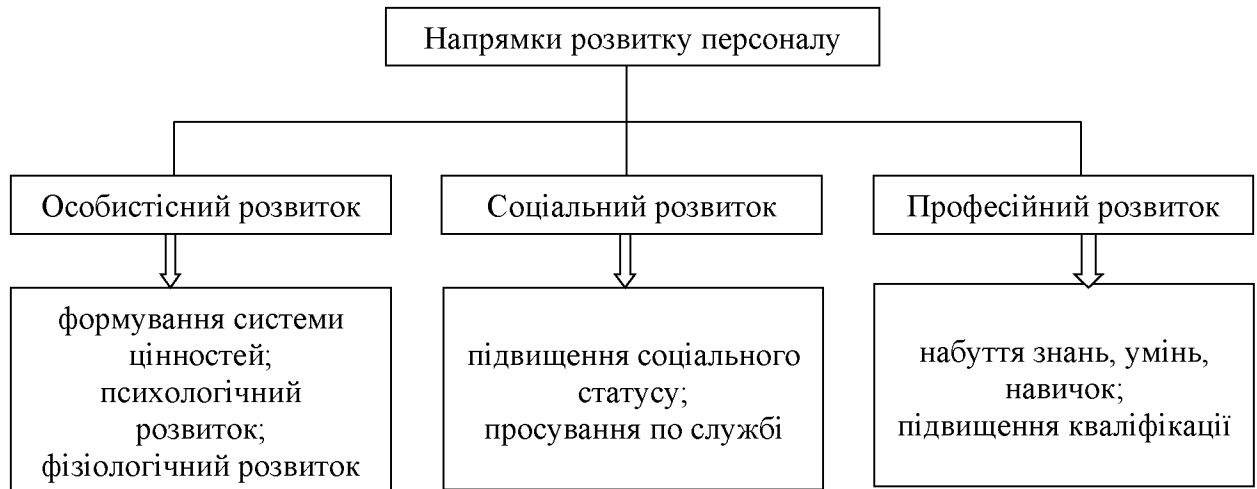 Напрямки розвитку персоналу
Особистісний розвиток
Соціальний розвиток
Професійний розвиток
формування системи
цінностей;
психологічний
розвиток;
фізіологічний розвиток
підвищення соціального
статусу;
просування по службі
набуття знань, умінь,
навичок;
підвищення кваліфікації